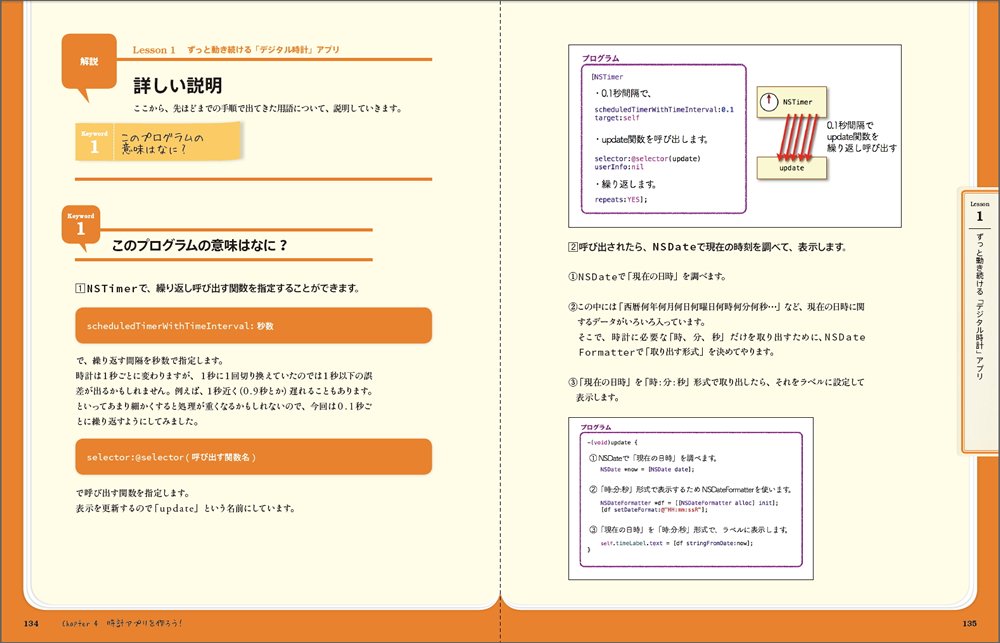 解説
Lesson 1　ずっと動き続ける「デジタル時計」アプリ
詳しい説明
ここから、先ほどまでの手順で出てきた用語について、説明していきます。
Keyword
1
このプログラムの
意味はなに？
Keyword
1
このプログラムの意味はなに？
1 NSTimerで、繰り返し呼び出す関数を指定することができます。
scheduledTimerWithTimeInterval: 秒数
で、繰り返す間隔を秒数で指定します。
時計は1秒ごとに変わりますが、1秒に1回切り換えていたのでは1秒以下の誤
差が出るかもしれません。例えば、1秒近く(0.9秒とか)遅れることもあります。
といってあまり細かくすると処理が重くなるかもしれないので、今回は0.1秒ご
とに繰り返すようにしてみました。
selector:@selector( 呼び出す関数名 )
で呼び出す関数を指定します。
表示を更新するので「update」という名前にしています。
134
Chapter 4　時計アプリを作ろう！
プログラム
[NSTimer
・0.1秒間隔で、
scheduledTimerWithTimeInterval:0.1
target:self
・update関数を呼び出します。
selector:@selector(update)
userInfo:nil
・繰り返します。
repeats:YES];
NSTimer
0.1秒間隔で
update関数を
繰り返し呼び出す
update
2 呼び出されたら、NSDateで現在の時刻を調べて、表示します。
①NSDateで「現在の日時」を調べます。
②この中には「西暦何年何月何日何曜日何時何分何秒…」など、現在の日時に関
するデータがいろいろ入っています。
そこで、時計に必要な「時、分、秒」だけを取り出すために、NSDate
Formatterで「取り出す形式」を決めてやります。
③「現在の日時」を「時:分:秒」形式で取り出したら、それをラベルに設定して
表示します。
プログラム
-(void)update {
① NSDateで「現在の日時」を調べます。
NSDate *now = [NSDate date];
②「時:分:秒」形式で表示するため NSDateFormatterを使います。
NSDateFormatter *df = [[NSDateFormatter alloc] init];
[df setDateFormat:@"HH:mm:ssR"];
③「現在の日時」を「時:分:秒」形式で、ラベルに表示します。
self.timeLabel.text = [df stringFromDate:now];
}
Lesson
1
ずっと動き続ける「デジタル時計」アプリ
135